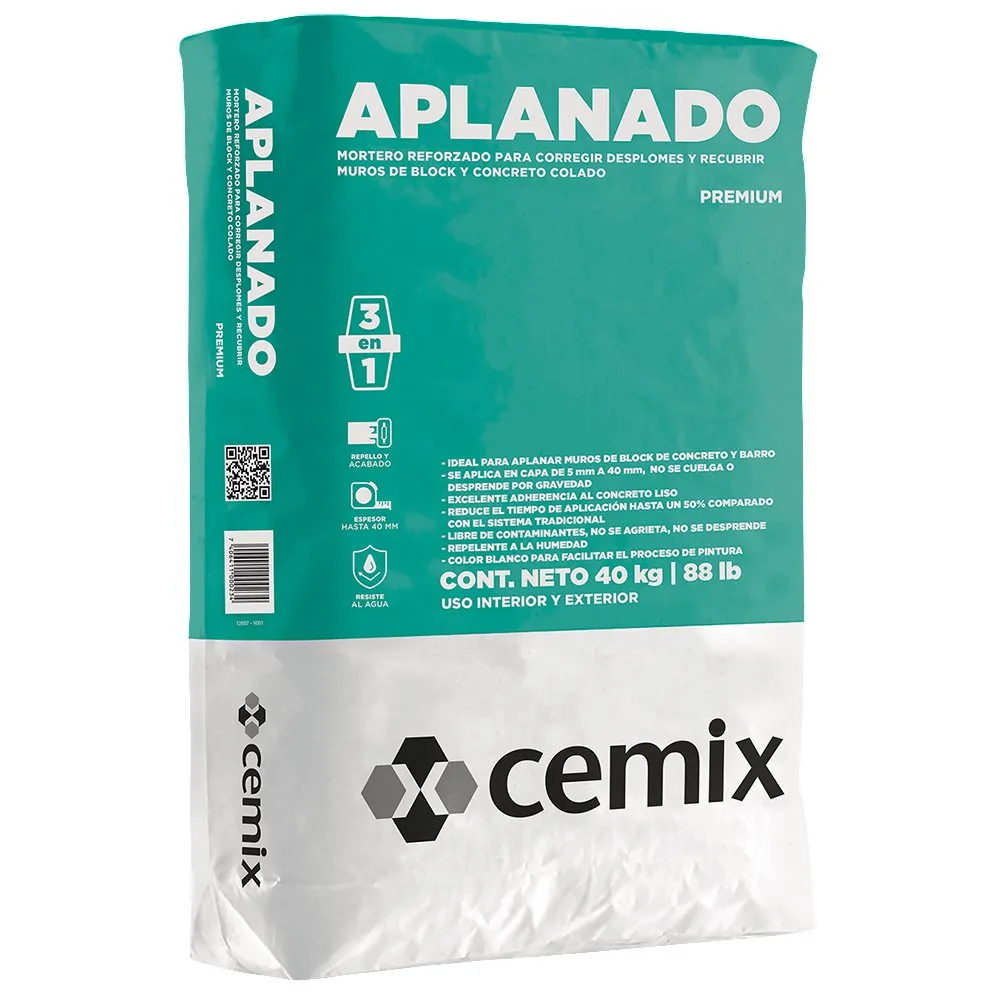 APLANADO
MORTERO REFORZADO PARA CORREGIR DESPLOMES Y RECUBRIR
MUROS DE BLOCK Y CONCRETO COLADO
PREMIUM
3
en
1
REPELLO Y
ACABADO
ESPESOR
HASTA 40 MM
RESISTE
AL AGUA
- IDEAL PARA APLANAR MUROS DE BLOCK DE CONCRETO Y BARRO
- SE APLICA EN CAPA DE 5 mm A 40 mm, NO SE CUELGA O
DESPRENDE POR GRAVEDAD
- EXCELENTE ADHERENCIA AL CONCRETO LISO
- REDUCE EL TIEMPO DE APLICACIÓN HASTA UN 50% COMPARADO
CON EL SISTEMA TRADICIONAL
- LIBRE DE CONTAMINANTES, NO SE AGRIETA, NO SE DESPRENDE
- REPELENTE A LA HUMEDAD
- COLOR BLANCO PARA FACILITAR EL PROCESO DE PINTURA
CONT. NETO 40 kg | 88 lb
USO INTERIOR Y EXTERIOR
cemix
APLANADO
MORTERO REFORZADO PARA CORREGIR DESPLOMES Y RECUBRIR
MUROS DE BLOCK Y CONCRETO COLADO
PREMIUM
cemix